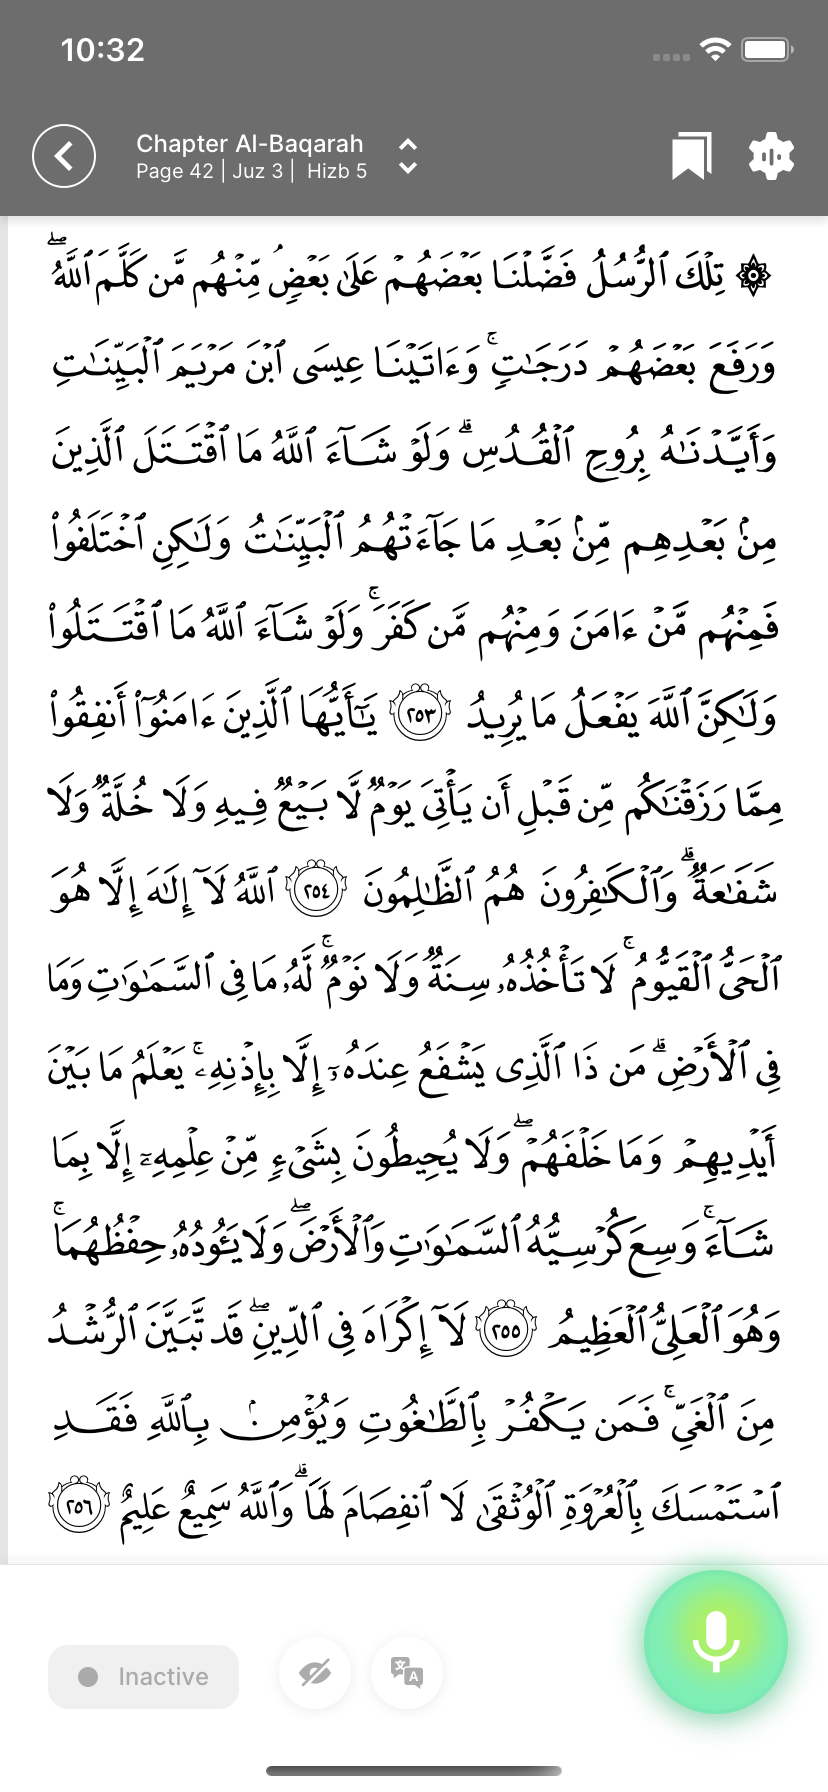 10:32
Chapter Al-Baqarah
Page 42 | Juz 3 | Hizb 5
۞ تِلْكَ ٱلرُّسُلُ فَضَّلْنَا بَعْضَهُمْ عَلَىٰ بَعْضٍۘ مِّنْهُم مَّن كَلَّمَ ٱللَّهُۖ
وَرَفَعَ بَعْضَهُمْ دَرَجَـٰتٍۚ وَءَاتَيْنَا عِيسَى ٱبْنَ مَرْيَمَ ٱلْبَيِّنَـٰتِ
وَأَيَّدْنَـٰهُ بِرُوحِ ٱلْقُدُسِۗ وَلَوْ شَآءَ ٱللَّهُ مَا ٱقْتَتَلَ ٱلَّذِينَ
مِنۢ بَعْدِهِم مِّنۢ بَعْدِ مَا جَآءَتْهُمُ ٱلْبَيِّنَـٰتُ وَلَـٰكِنِ ٱخْتَلَفُوا۟
فَمِنْهُم مَّنْ ءَامَنَ وَمِنْهُم مَّن كَفَرَۚ وَلَوْ شَآءَ ٱللَّهُ مَا ٱقْتَتَلُوا۟
وَلَـٰكِنَّ ٱللَّهَ يَفْعَلُ مَا يُرِيدُ ٢٥٣ يَـٰٓأَيُّهَا ٱلَّذِينَ ءَامَنُوٓا۟ أَنفِقُوا۟
مِمَّا رَزَقْنَـٰكُم مِّن قَبْلِ أَن يَأْتِىَ يَوْمٌ لَّا بَيْعٌ فِيهِ وَلَا خُلَّةٌ وَلَا
شَفَـٰعَةٌۗ وَٱلْكَـٰفِرُونَ هُمُ ٱلظَّـٰلِمُونَ ٢٥٤ ٱللَّهُ لَآ إِلَـٰهَ إِلَّا هُوَ
ٱلْحَىُّ ٱلْقَيُّومُۚ لَا تَأْخُذُهُۥ سِنَةٌ وَلَا نَوْمٌۚ لَّهُۥ مَا فِى ٱلسَّمَـٰوَٰتِ وَمَا
فِى ٱلْأَرْضِۗ مَن ذَا ٱلَّذِى يَشْفَعُ عِندَهُۥٓ إِلَّا بِإِذْنِهِۦۚ يَعْلَمُ مَا بَيْنَ
أَيْدِيهِمْ وَمَا خَلْفَهُمْۖ وَلَا يُحِيطُونَ بِشَىْءٍ مِّنْ عِلْمِهِۦٓ إِلَّا بِمَا
شَآءَۚ وَسِعَ كُرْسِيُّهُ ٱلسَّمَـٰوَٰتِ وَٱلْأَرْضَۖ وَلَا يَـُٔودُهُۥ حِفْظُهُمَاۚ
وَهُوَ ٱلْعَلِىُّ ٱلْعَظِيمُ ٢٥٥ لَآ إِكْرَاهَ فِى ٱلدِّينِۖ قَد تَّبَيَّنَ ٱلرُّشْدُ
مِنَ ٱلْغَىِّۚ فَمَن يَكْفُرْ بِٱلطَّـٰغُوتِ وَيُؤْمِنۢ بِٱللَّهِ فَقَدِ
ٱسْتَمْسَكَ بِٱلْعُرْوَةِ ٱلْوُثْقَىٰ لَا ٱنفِصَامَ لَهَاۗ وَٱللَّهُ سَمِيعٌ عَلِيمٌ ٢٥٦
Inactive